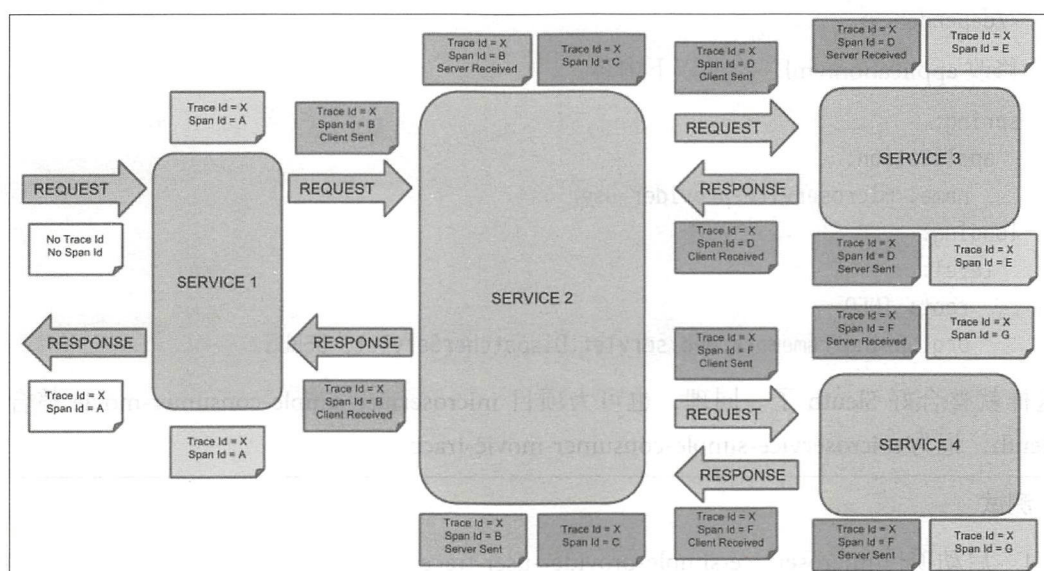 Trace Id = X
Span Id = A
REQUEST
No Trace Id
No Span Id
SERVICE 1
RESPONSE
Trace Id = X
Span Id = A
Trace Id = X
Span Id = A
Trace Id = X
Span Id = B
Client Sent
REQUEST
RESPONSE
Trace Id = X
Span Id = B
Client Received
Trace Id = X
Span Id = B
Server Received
Trace Id = X
Span Id = C
SERVICE 2
Trace Id = X
Span Id = B
Server Sent
Trace Id = X
Span Id = C
Trace Id = X
Span Id = D
Client Sent
REQUEST
RESPONSE
Trace Id = X
Span Id = D
Client Received
Trace Id = X
Span Id = D
Server Received
Trace Id = X
Span Id = E
SERVICE 3
Trace Id = X
Span Id = D
Server Sent
Trace Id = X
Span Id = E
Trace Id = X
Span Id = F
Client Sent
REQUEST
RESPONSE
Trace Id = X
Span Id = F
Client Received
Trace Id = X
Span Id = F
Server Received
Trace Id = X
Span Id = G
SERVICE 4
Trace Id = X
Span Id = F
Server Sent
Trace Id = X
Span Id = G